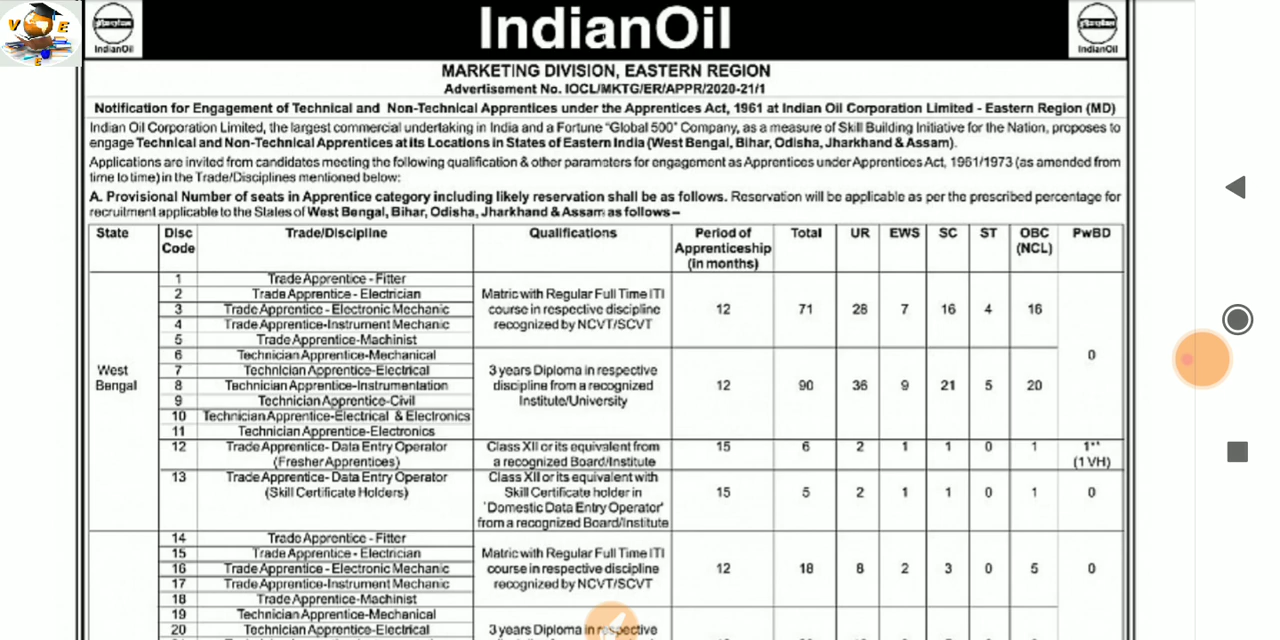 V E E
IndianOil
IndianOil
IndianOil
MARKETING DIVISION, EASTERN REGION
Advertisement No. IOCL/MKTG/ER/APPR/2020-21/1
Notification for Engagement of Technical and Non-Technical Apprentices under the Apprentices Act, 1961 at Indian Oil Corporation Limited - Eastern Region (MD)
Indian Oil Corporation Limited, the largest commercial undertaking in India and a Fortune "Global 500" Company, as a measure of Skill Building Initiative for the Nation, proposes to
engage Technical and Non-Technical Apprentices at its Locations in States of Eastern India (West Bengal, Bihar, Odisha, Jharkhand & Assam).
Applications are invited from candidates meeting the following qualification & other parameters for engagement as Apprentices under Apprentices Act, 1961/1973 (as amended from
time to time) in the Trade/Disciplines mentioned below:
A. Provisional Number of seats in Apprentice category including likely reservation shall be as follows. Reservation will be applicable as per the prescribed percentage for
recruitment applicable to the States of West Bengal, Bihar, Odisha, Jharkhand & Assam as follows–
State Disc Trade/Discipline Qualifications Period of Total UR EWS SC ST OBC PwBD
Code Apprenticeship (NCL)
(in months)
1 Trade Apprentice - Fitter
2 Trade Apprentice - Electrician Matric with Regular Full Time ITI
3 Trade Apprentice - Electronic Mechanic course in respective discipline 12 71 28 7 16 4 16
4 Trade Apprentice-Instrument Mechanic recognized by NCVT/SCVT
5 Trade Apprentice-Machinist
6 Technician Apprentice-Mechanical 0
West 7 Technician Apprentice-Electrical 3 years Diploma in respective
Bengal 8 Technician Apprentice-Instrumentation discipline from a recognized 12 90 36 9 21 5 20
9 Technician Apprentice-Civil Institute/University
10 Technician Apprentice-Electrical & Electronics
11 Technician Apprentice-Electronics
12 Trade Apprentice- Data Entry Operator Class XII or its equivalent from 15 6 2 1 1 0 1 1**
(Fresher Apprentices) a recognized Board/Institute (1VH)
13 Trade Apprentice- Data Entry Operator Class XII or its equivalent with
(Skill Certificate Holders) Skill Certificate holder in 15 5 2 1 1 0 1 0
'Domestic Data Entry Operator'
from a recognized Board/Institute
14 Trade Apprentice - Fitter
15 Trade Apprentice - Electrician Matric with Regular Full Time ITI
16 Trade Apprentice - Electronic Mechanic course in respective discipline 12 18 8 2 3 0 5 0
17 Trade Apprentice-Instrument Mechanic recognized by NCVT/SCVT
18 Trade Apprentice-Machinist
19 Technician Apprentice-Mechanical
20 Technician Apprentice-Electrical 3 years Diploma in respective